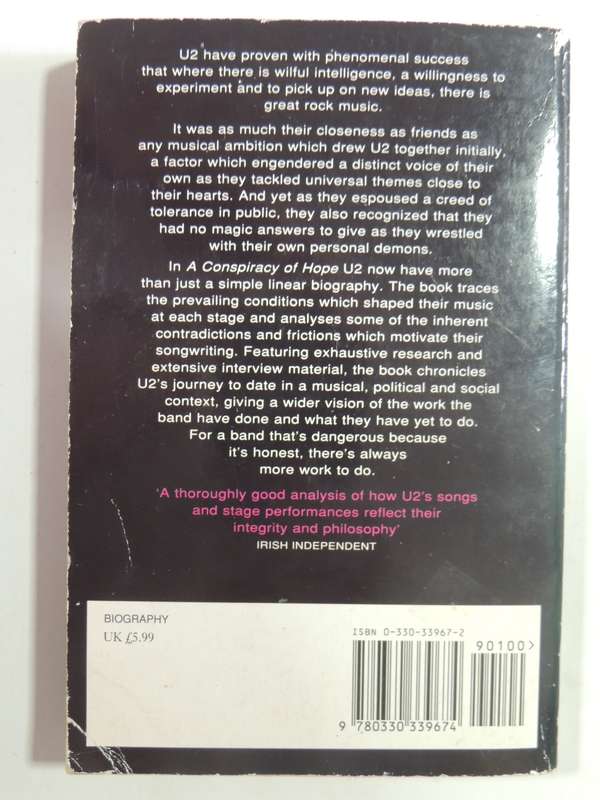 U2 have proven with phenomenal success
that where there is wilful intelligence, a willingness to
experiment and to pick up on new ideas, there is
great rock music.
It was as much their closeness as friends as
any musical ambition which drew U2 together initially,
a factor which engendered a distinct voice of their
own as they tackled universal themes close to
their hearts. And yet as they espoused a creed of
tolerance in public, they also recognized that they
had no magic answers to give as they wrestled
with their own personal demons.
In A Conspiracy of Hope U2 now have more
than just a simple linear biography. The book traces
the prevailing conditions which shaped their music
at each stage and analyses some of the inherent
contradictions and frictions which motivate their
songwriting. Featuring exhaustive research and
extensive interview material, the book chronicles
U2's journey to date in a musical, political and social
context, giving a wider vision of the work the
band have done and what they have yet to do.
For a band that's dangerous because
it's honest, there's always
more work to do.
'A thoroughly good analysis of how U2's songs
and stage performances reflect their
integrity and philosophy'
IRISH INDEPENDENT
BIOGRAPHY
UK £5.99
ISBN 0-330-33967-2
90100>
9 780330 339674